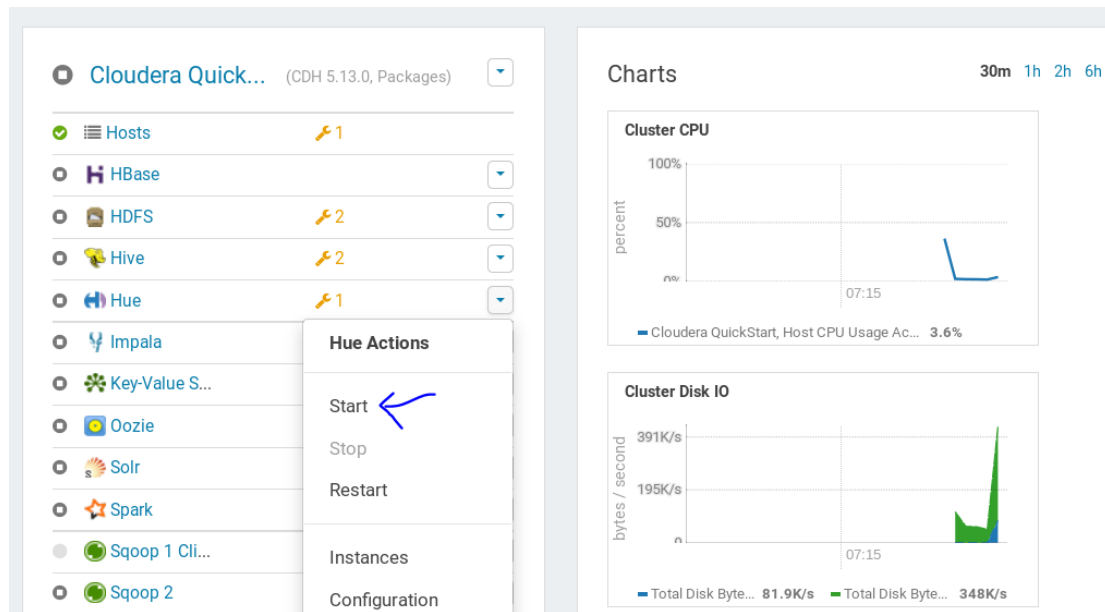 Cloudera Quick... (CDH 5.13.0, Packages)
Hosts 1
HBase
HDFS 2
Hive 2
Hue 1
Impala
Key-Value S...
Oozie
Solr
Spark
Sqoop 1 Cli...
Sqoop 2
Hue Actions
Start
Stop
Restart
Instances
Configuration
Charts
30m 1h 2h 6h
Cluster CPU
percent
100%
50%
0%
07:15
Cloudera QuickStart, Host CPU Usage Ac... 3.6%
Cluster Disk IO
bytes / second
391K/s
195K/s
0
07:15
Total Disk Byte... 81.9K/s Total Disk Byte... 348K/s